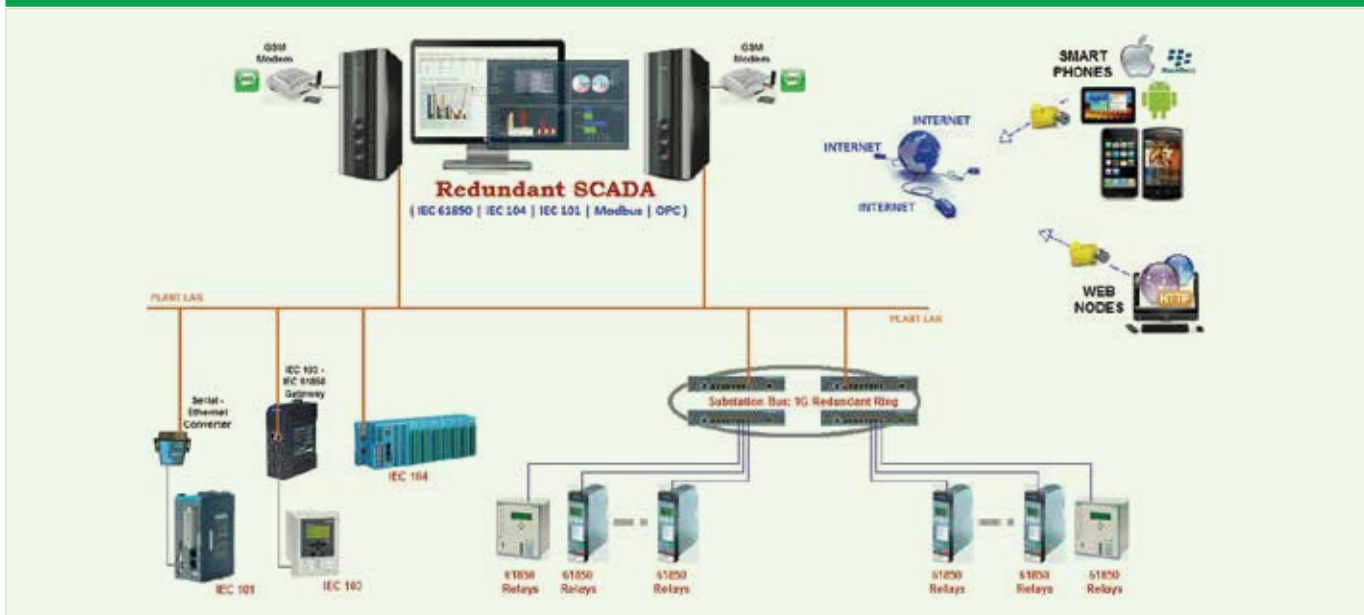 GSM
Modem
GSM
Modem
SMART
PHONES
BlackBerry
INTERNET
INTERNET
INTERNET
Redundant SCADA
( IEC 61850 | IEC 104 | IEC 101 | Modbus | OPC )
WEB
NODES
PLANT LAN
PLANT LAN
IEC 103 -
IEC 61850
Gateway
Serial -
Ethernet
Converter
IEC 104
Substation Bus: 1G Redundant Ring
IEC 101
IEC 103
61850
Relays
61850
Relays
61850
Relays
61850
Relays
61850
Relays
61850
Relays